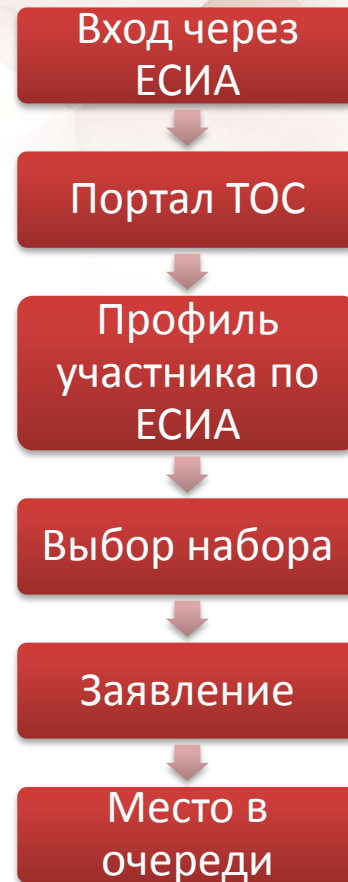 Вход через
ЕСИА
Портал ТОС
Профиль
участника по
ЕСИА
Выбор набора
Заявление
Место в
очереди